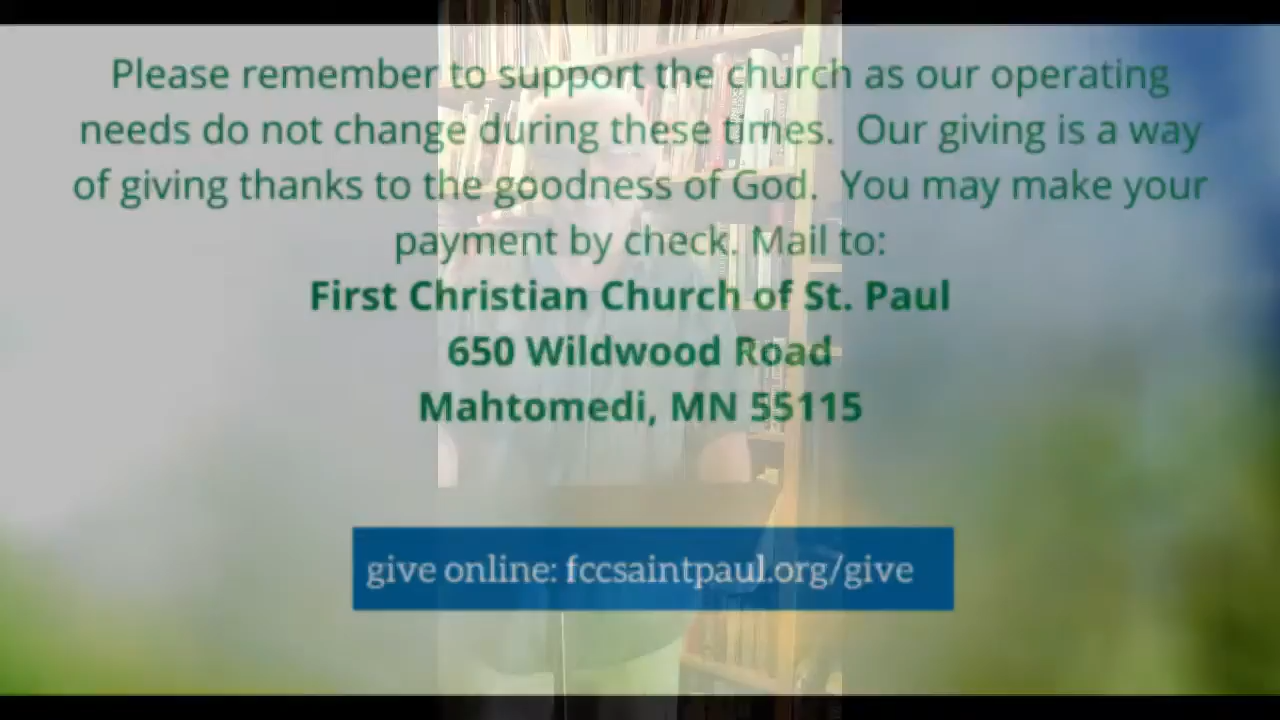 Please remember to support the church as our operating
needs do not change during these times.  Our giving is a way
of giving thanks to the goodness of God.  You may make your
payment by check. Mail to:
First Christian Church of St. Paul
650 Wildwood Road
Mahtomedi, MN 55115
give online: fccsaintpaul.org/give